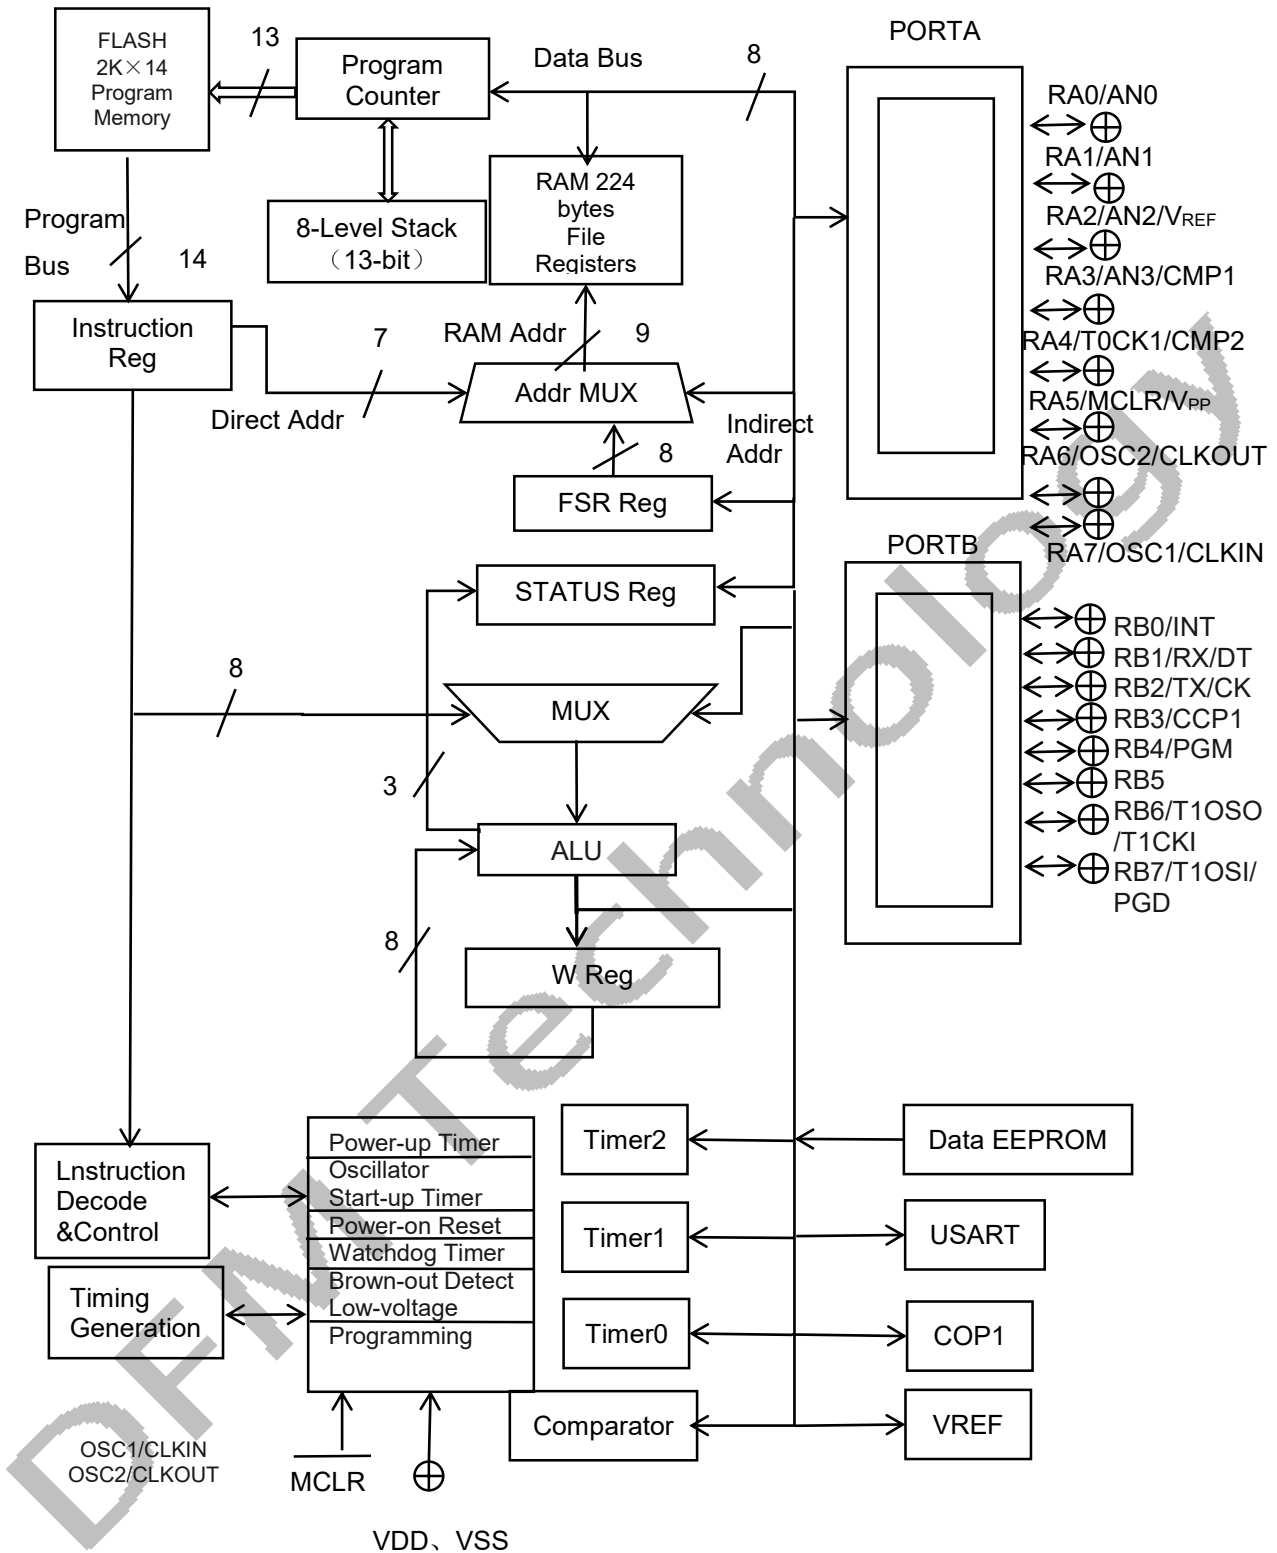 FLASH
2K×14
Program
Memory
13
Program
Counter
Data Bus
8
PORTA
RA0/AN0
RA1/AN1
RA2/AN2/VREF
RA3/AN3/CMP1
RA4/T0CK1/CMP2
RA5/MCLR/VPP
RA6/OSC2/CLKOUT
RA7/OSC1/CLKIN
8-Level Stack
（13-bit）
RAM 224
bytes
File
Registers
Program
Bus
14
Instruction
Reg
7
Direct Addr
RAM Addr
9
Addr MUX
Indirect
Addr
8
FSR Reg
STATUS Reg
PORTB
RB0/INT
RB1/RX/DT
RB2/TX/CK
RB3/CCP1
RB4/PGM
RB5
RB6/T1OSO
/T1CKI
RB7/T1OSI/
PGD
8
MUX
3
ALU
8
W Reg
Lnstruction
Decode
&Control
Timing
Generation
OSC1/CLKIN
OSC2/CLKOUT
Power-up Timer
Oscillator
Start-up Timer
Power-on Reset
Watchdog Timer
Brown-out Detect
Low-voltage
Programming
MCLR
VDD、VSS
Timer2
Timer1
Timer0
Comparator
Data EEPROM
USART
COP1
VREF
DFM Technology